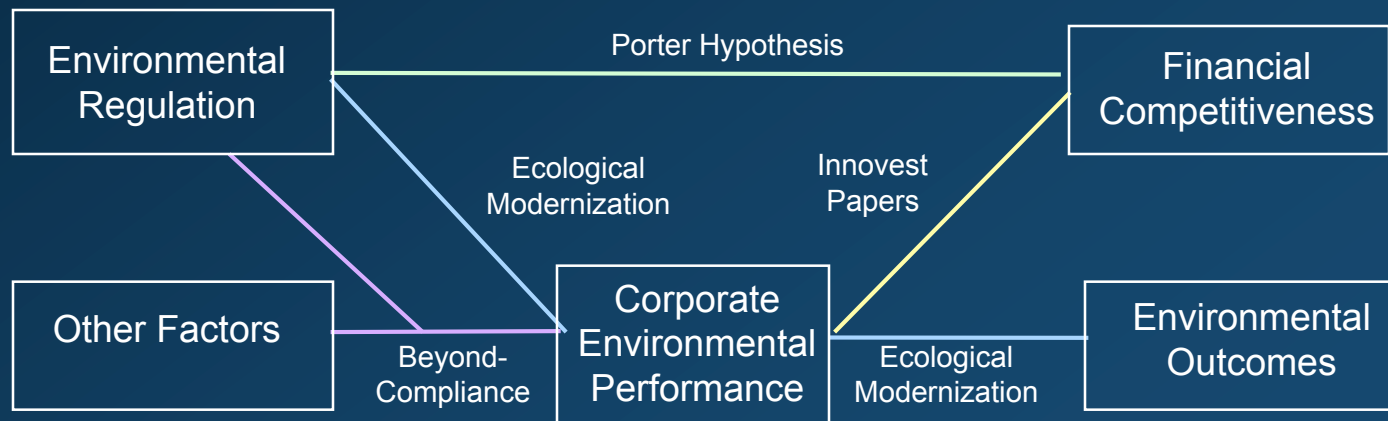 Environmental
Regulation
Porter Hypothesis
Financial
Competitiveness
Ecological
Modernization
Innovest
Papers
Other Factors
Beyond-
Compliance
Corporate
Environmental
Performance
Ecological
Modernization
Environmental
Outcomes